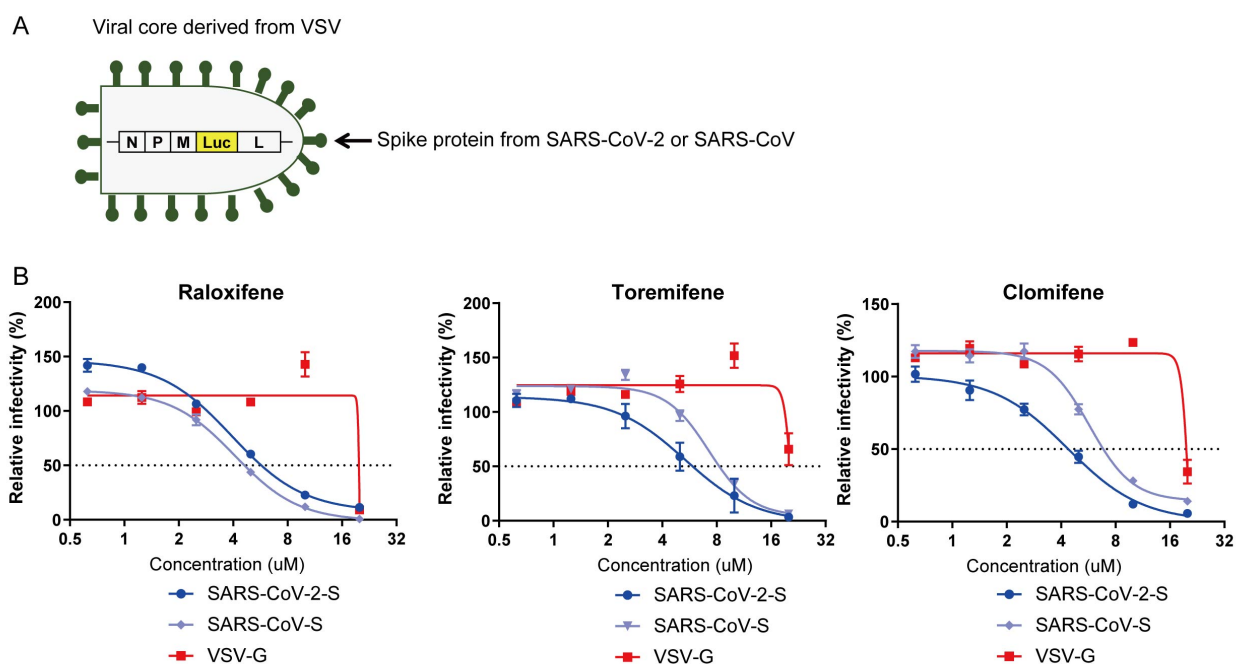 A
Viral core derived from VSV
N P M Luc L
Spike protein from SARS-CoV-2 or SARS-CoV
B
Raloxifene
Relative infectivity (%)
200
150
100
50
0
0.5 1 2 4 8 16 32
Concentration (uM)
SARS-CoV-2-S
SARS-CoV-S
VSV-G
Toremifene
Relative infectivity (%)
200
150
100
50
0
0.5 1 2 4 8 16 32
Concentration (uM)
SARS-CoV-2-S
SARS-CoV-S
VSV-G
Clomifene
Relative infectivity (%)
150
100
50
0
0.5 1 2 4 8 16 32
Concentration (uM)
SARS-CoV-2-S
SARS-CoV-S
VSV-G